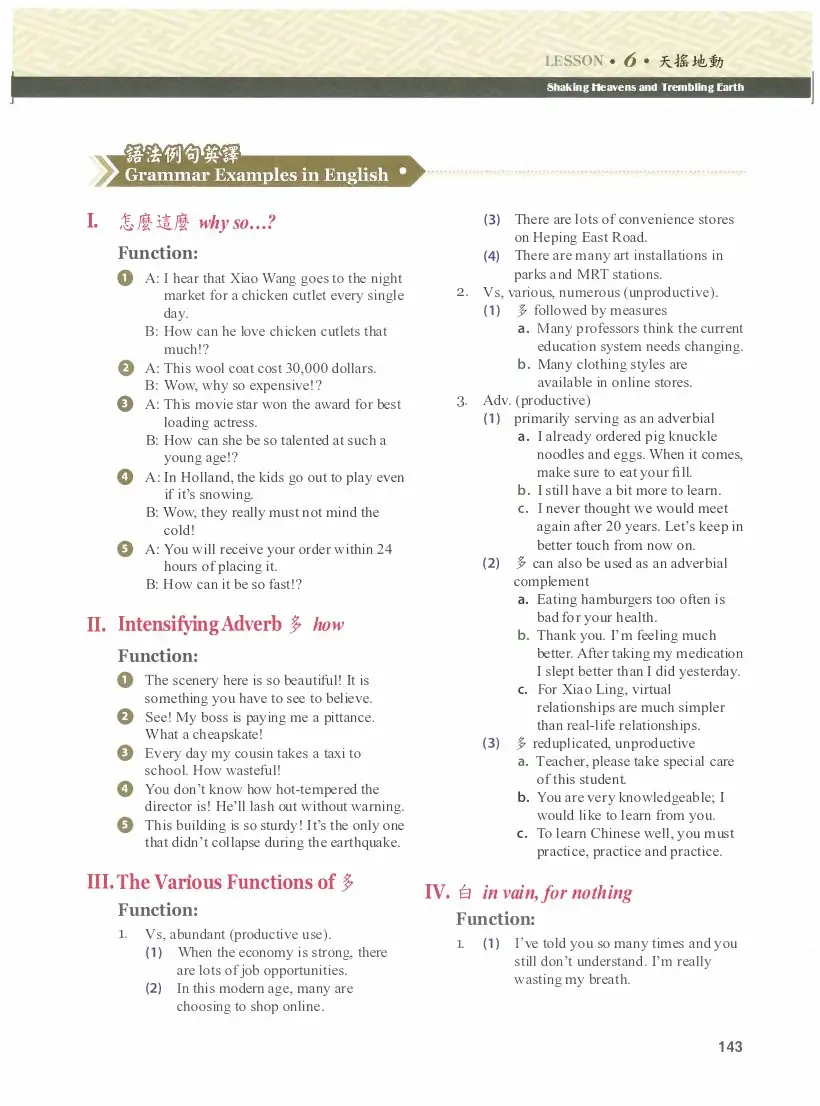 LESSON • 6 • 天搖地動
Shaking Heavens and Trembling Earth
語法例句英譯
Grammar Examples in English
I. 怎麼這麼 why so...?
Function:
1 A: I hear that Xiao Wang goes to the night
market for a chicken cutlet every single
day.
B: How can he love chicken cutlets that
much!?
2 A: This wool coat cost 30,000 dollars.
B: Wow, why so expensive!?
3 A: This movie star won the award for best
loading actress.
B: How can she be so talented at such a
young age!?
4 A: In Holland, the kids go out to play even
if it's snowing.
B: Wow, they really must not mind the
cold!
5 A: You will receive your order within 24
hours of placing it.
B: How can it be so fast!?
II. Intensifying Adverb 多 how
Function:
1 The scenery here is so beautiful! It is
something you have to see to believe.
2 See! My boss is paying me a pittance.
What a cheapskate!
3 Every day my cousin takes a taxi to
school. How wasteful!
4 You don't know how hot-tempered the
director is! He'll lash out without warning.
5 This building is so sturdy! It's the only one
that didn't collapse during the earthquake.
III. The Various Functions of 多
Function:
1. Vs, abundant (productive use).
(1) When the economy is strong, there
are lots of job opportunities.
(2) In this modern age, many are
choosing to shop online.
(3) There are lots of convenience stores
on Heping East Road.
(4) There are many art installations in
parks and MRT stations.
2. Vs, various, numerous (unproductive).
(1) 多 followed by measures
a. Many professors think the current
education system needs changing.
b. Many clothing styles are
available in online stores.
3. Adv. (productive)
(1) primarily serving as an adverbial
a. I already ordered pig knuckle
noodles and eggs. When it comes,
make sure to eat your fill.
b. I still have a bit more to learn.
c. I never thought we would meet
again after 20 years. Let's keep in
better touch from now on.
(2) 多 can also be used as an adverbial
complement
a. Eating hamburgers too often is
bad for your health.
b. Thank you. I'm feeling much
better. After taking my medication
I slept better than I did yesterday.
c. For Xiao Ling, virtual
relationships are much simpler
than real-life relationships.
(3) 多 reduplicated, unproductive
a. Teacher, please take special care
of this student.
b. You are very knowledgeable; I
would like to learn from you.
c. To learn Chinese well, you must
practice, practice and practice.
IV. 白 in vain, for nothing
Function:
1. (1) I've told you so many times and you
still don't understand. I'm really
wasting my breath.
143